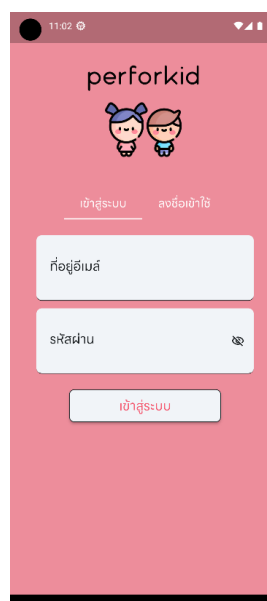 11:02
perforkid
เข้าสู่ระบบ ลงชื่อเข้าใช้
ที่อยู่อีเมล์
รหัสผ่าน
เข้าสู่ระบบ